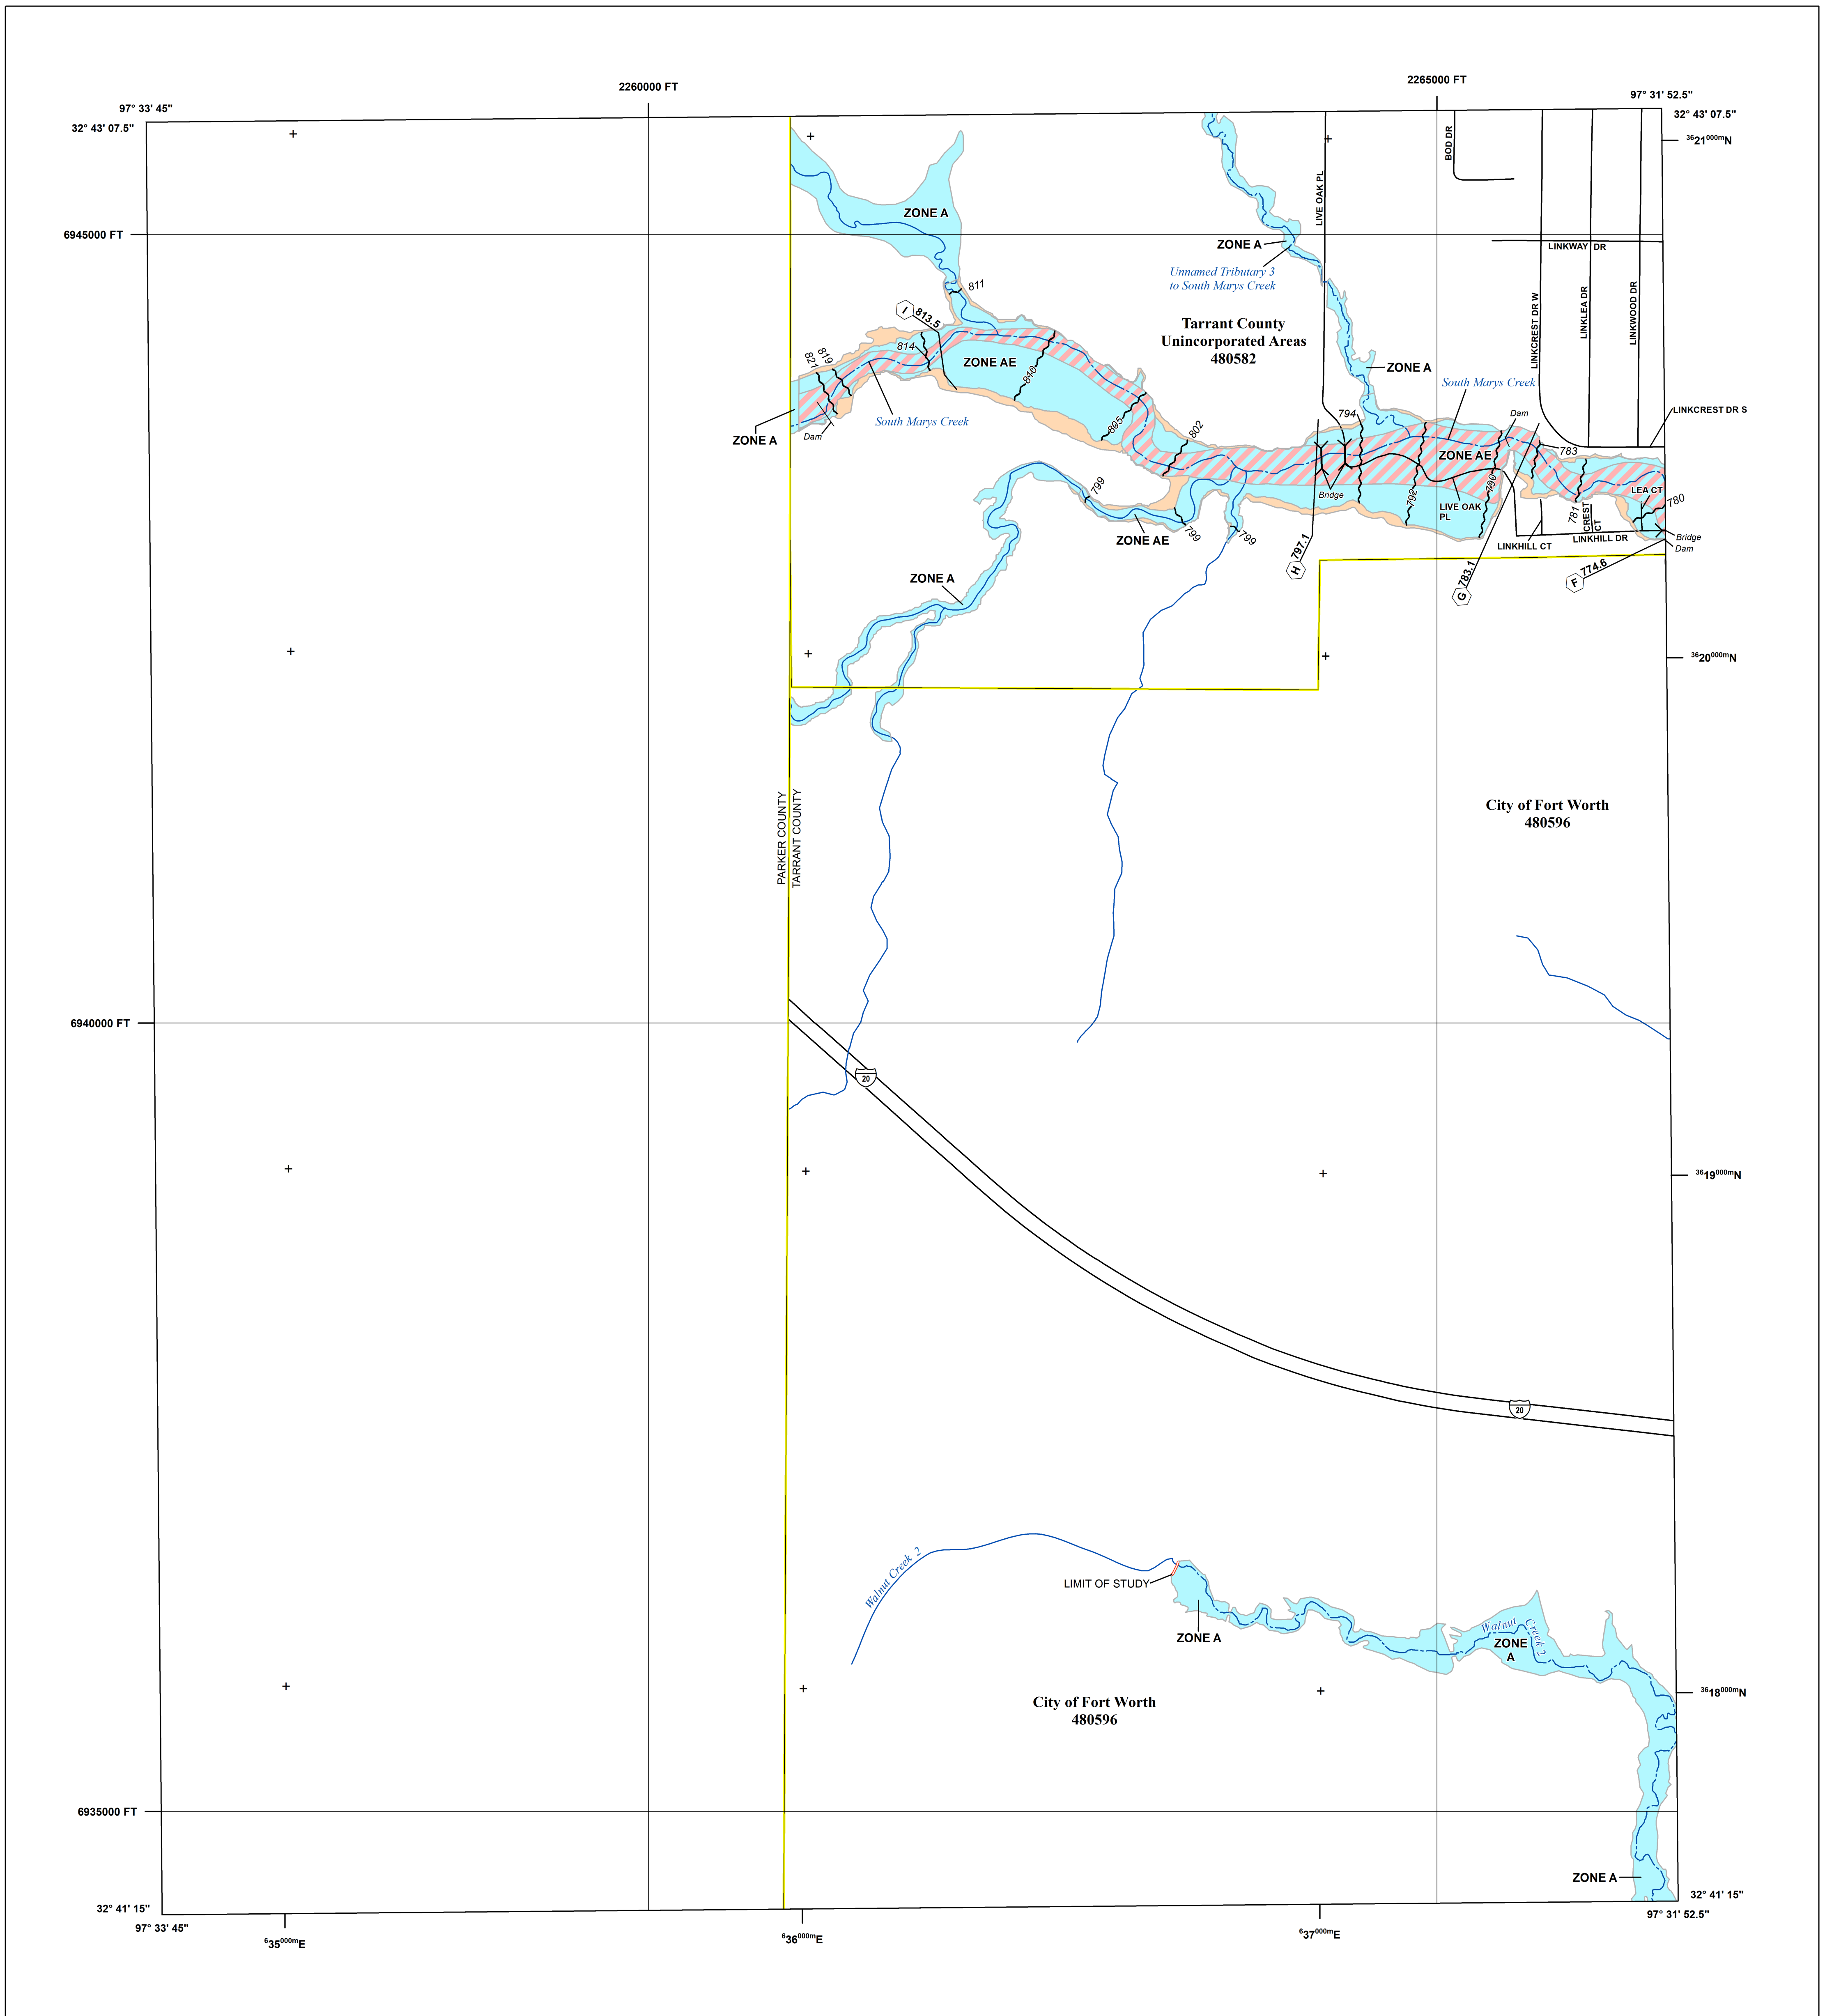 2260000 FT
2265000 FT
97° 33' 45"
97° 31' 52.5"
32° 43' 07.5"
32° 43' 07.5"
3621000mN
BOD DR
LIVE OAK PL
ZONE A
6945000 FT
ZONE A
LINKWAY DR
Unnamed Tributary 3
to South Marys Creek
811
LINKCREST DR W
LINKLEA DR
LINKWOOD DR
I 813.5
Tarrant County
Unincorporated Areas
480582
814
821
819
ZONE AE
810
ZONE A
South Marys Creek
South Marys Creek
805
802
794
Dam
LINKCREST DR S
ZONE A
Dam
ZONE AE
783
799
Bridge
792
790
LIVE OAK
PL
781
CREST
CT
LEA CT
780
799
799
ZONE AE
H 797.1
LINKHILL CT
LINKHILL DR
Bridge
Dam
G 783.1
F 774.6
ZONE A
3620000mN
City of Fort Worth
480596
PARKER COUNTY
TARRANT COUNTY
6940000 FT
20
3619000mN
20
Walnut Creek 2
LIMIT OF STUDY
ZONE A
Walnut Creek 2
ZONE
A
3618000mN
City of Fort Worth
480596
6935000 FT
ZONE A
32° 41' 15"
32° 41' 15"
97° 33' 45"
97° 31' 52.5"
635000mE
636000mE
637000mE